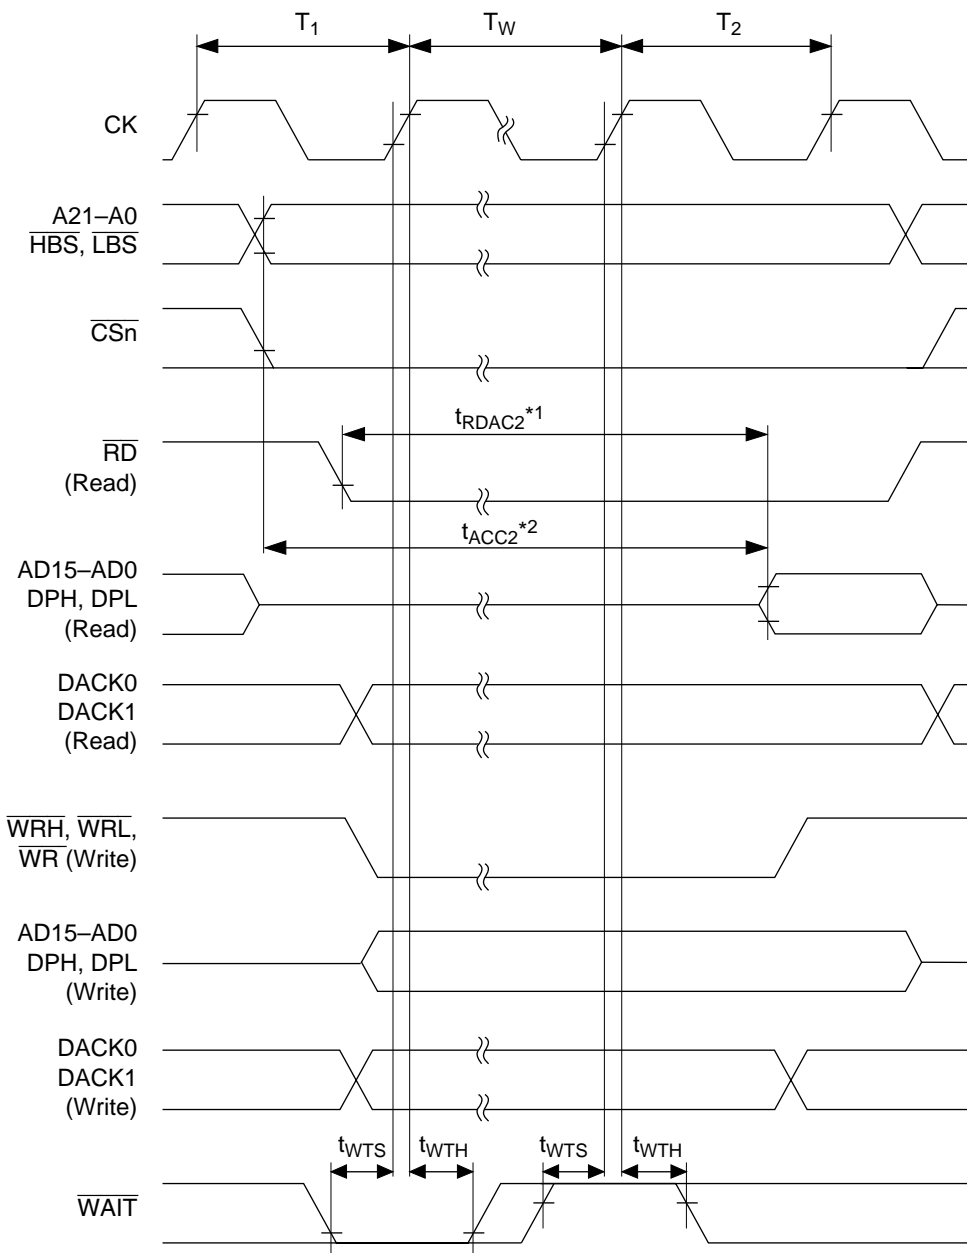 T1 TW T2
CK
A21–A0
HBS, LBS
CSn
tRDAC2*1
RD
(Read)
tACC2*2
AD15–AD0
DPH, DPL
(Read)
DACK0
DACK1
(Read)
WRH, WRL,
WR (Write)
AD15–AD0
DPH, DPL
(Write)
DACK0
DACK1
(Write)
tWTS tWTH tWTS tWTH
WAIT